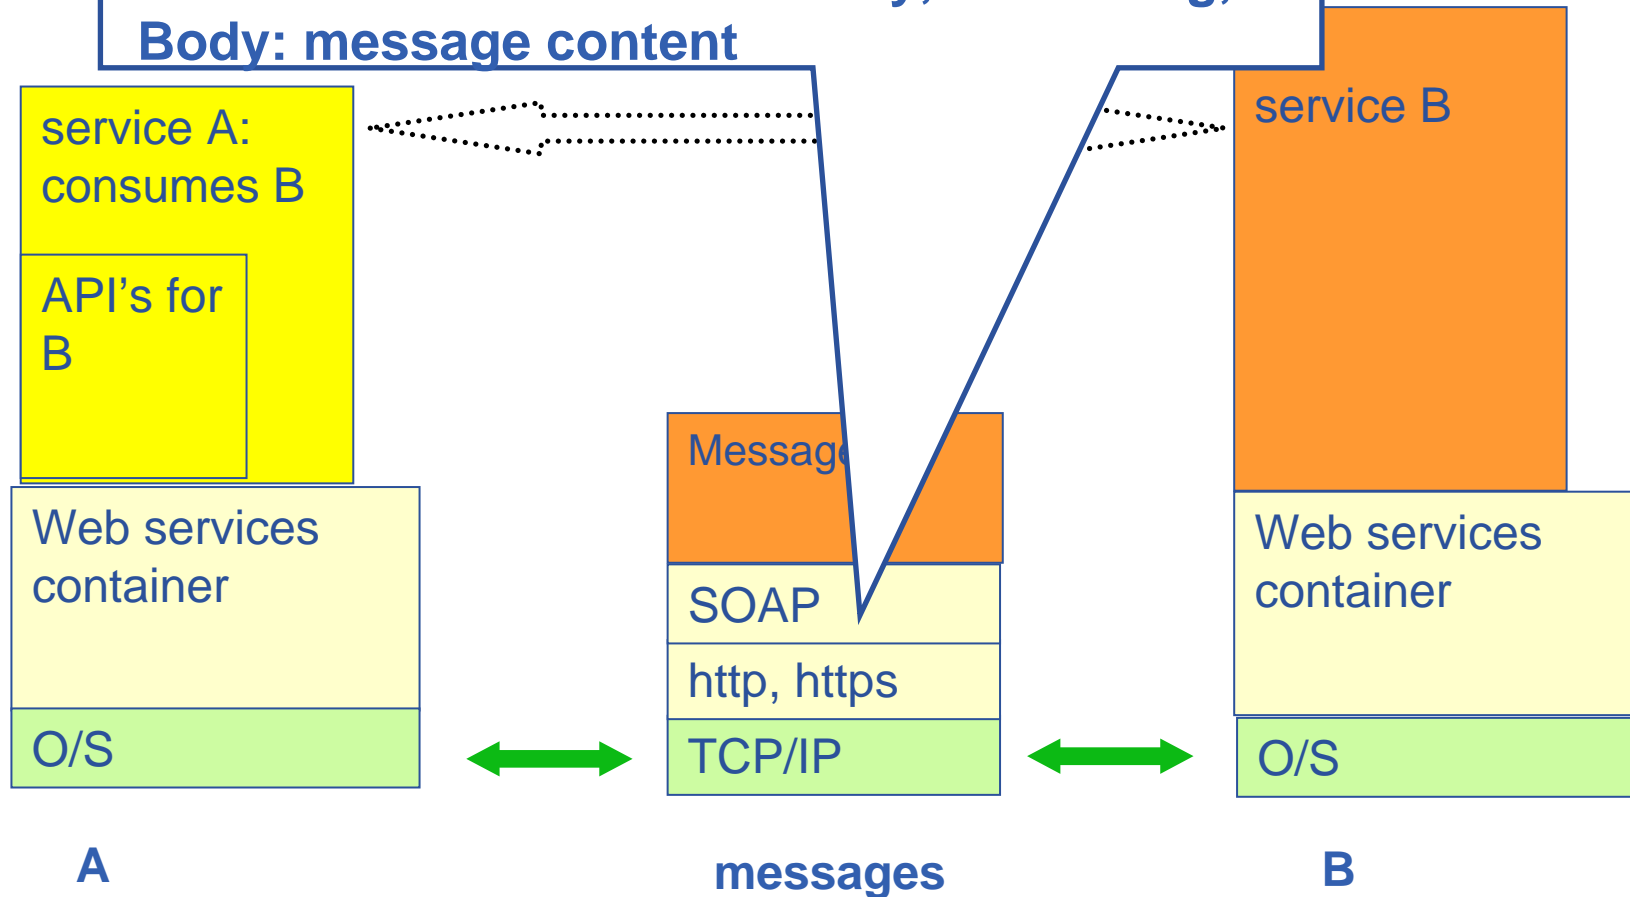 Body: message content
service A:
consumes B
API's for
B
Web services
container
O/S
Message
SOAP
http, https
TCP/IP
service B
Web services
container
O/S
A
messages
B